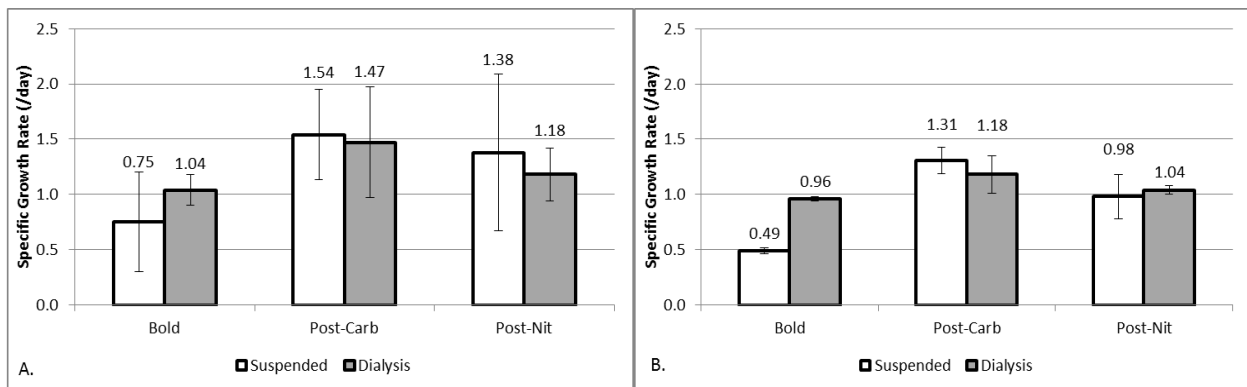 Specific Growth Rate (/day)
2.5
2.0
1.5
1.0
0.5
0.0
0.75
1.04
1.54
1.47
1.38
1.18
Bold
Post-Carb
Post-Nit
Suspended
Dialysis
A.
Specific Growth Rate (/day)
2.5
2.0
1.5
1.0
0.5
0.0
0.49
0.96
1.31
1.18
0.98
1.04
Bold
Post-Carb
Post-Nit
Suspended
Dialysis
B.